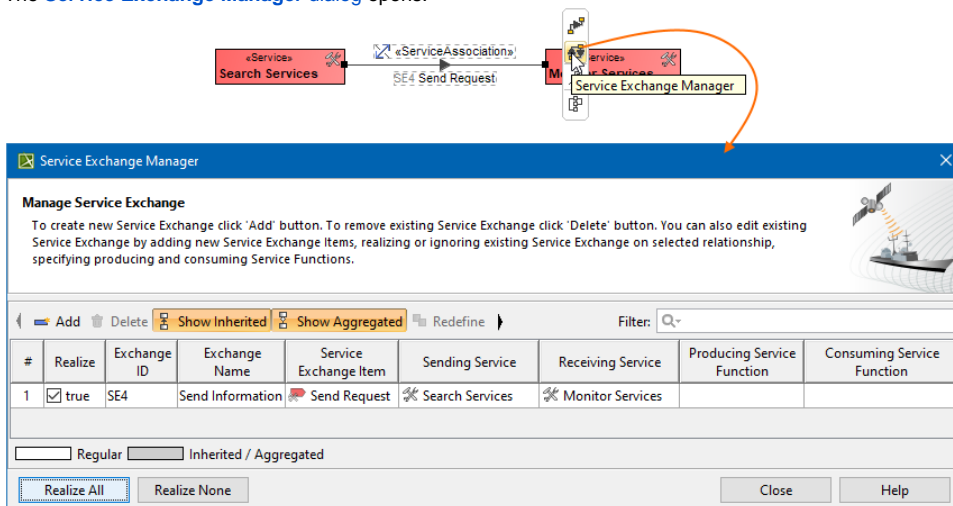 The Service Exchange Manager dialog opens.
«Service»
Search Services
«ServiceAssociation»
SE4 Send Request
Service Exchange Manager
Service Exchange Manager
Manage Service Exchange
To create new Service Exchange click 'Add' button. To remove existing Service Exchange click 'Delete' button. You can also edit existing
Service Exchange by adding new Service Exchange Items, realizing or ignoring existing Service Exchange on selected relationship,
specifying producing and consuming Service Functions.
Add Delete Show Inherited Show Aggregated Redefine Filter:
# Realize Exchange ID Exchange Name Service Exchange Item Sending Service Receiving Service Producing Service Function Consuming Service Function
1 true SE4 Send Information Send Request Search Services Monitor Services
Regular Inherited / Aggregated
Realize All Realize None Close Help